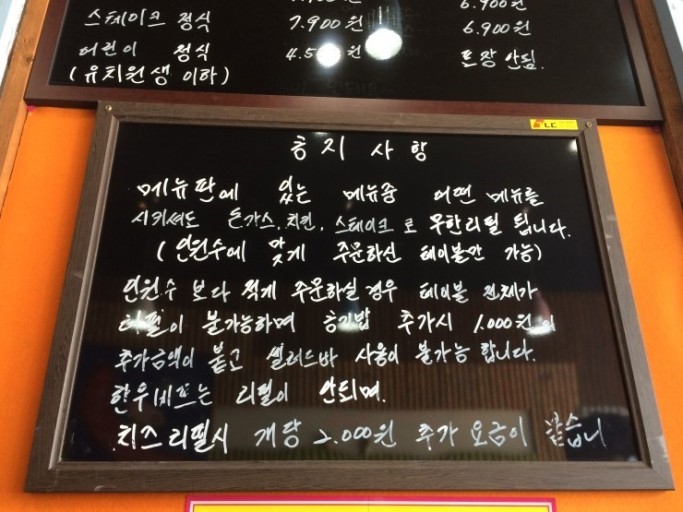 6.900원
스테이크 정식 7.900원 6.900원
어린이 정식 4.5 포장 안됨.
(유치원생 이하)
LC
공지 사항
메뉴판에 있는 메뉴중 어떤 메뉴를
시키셔도 돈가스, 치킨, 스테이크로 무한리필 됩니다.
(인원수에 맞게 주문하신 테이블만 가능)
인원수 보다 적게 주문하실 경우 테이블 전체가
리필이 불가능하며 공기밥 추가시 1,000원의
추가금액이 붙고 셀러드바 사용이 불가능 합니다.
한우비프는 리필이 안되며.
치즈리필시 개당 2,000원 추가 요금이 붙습니